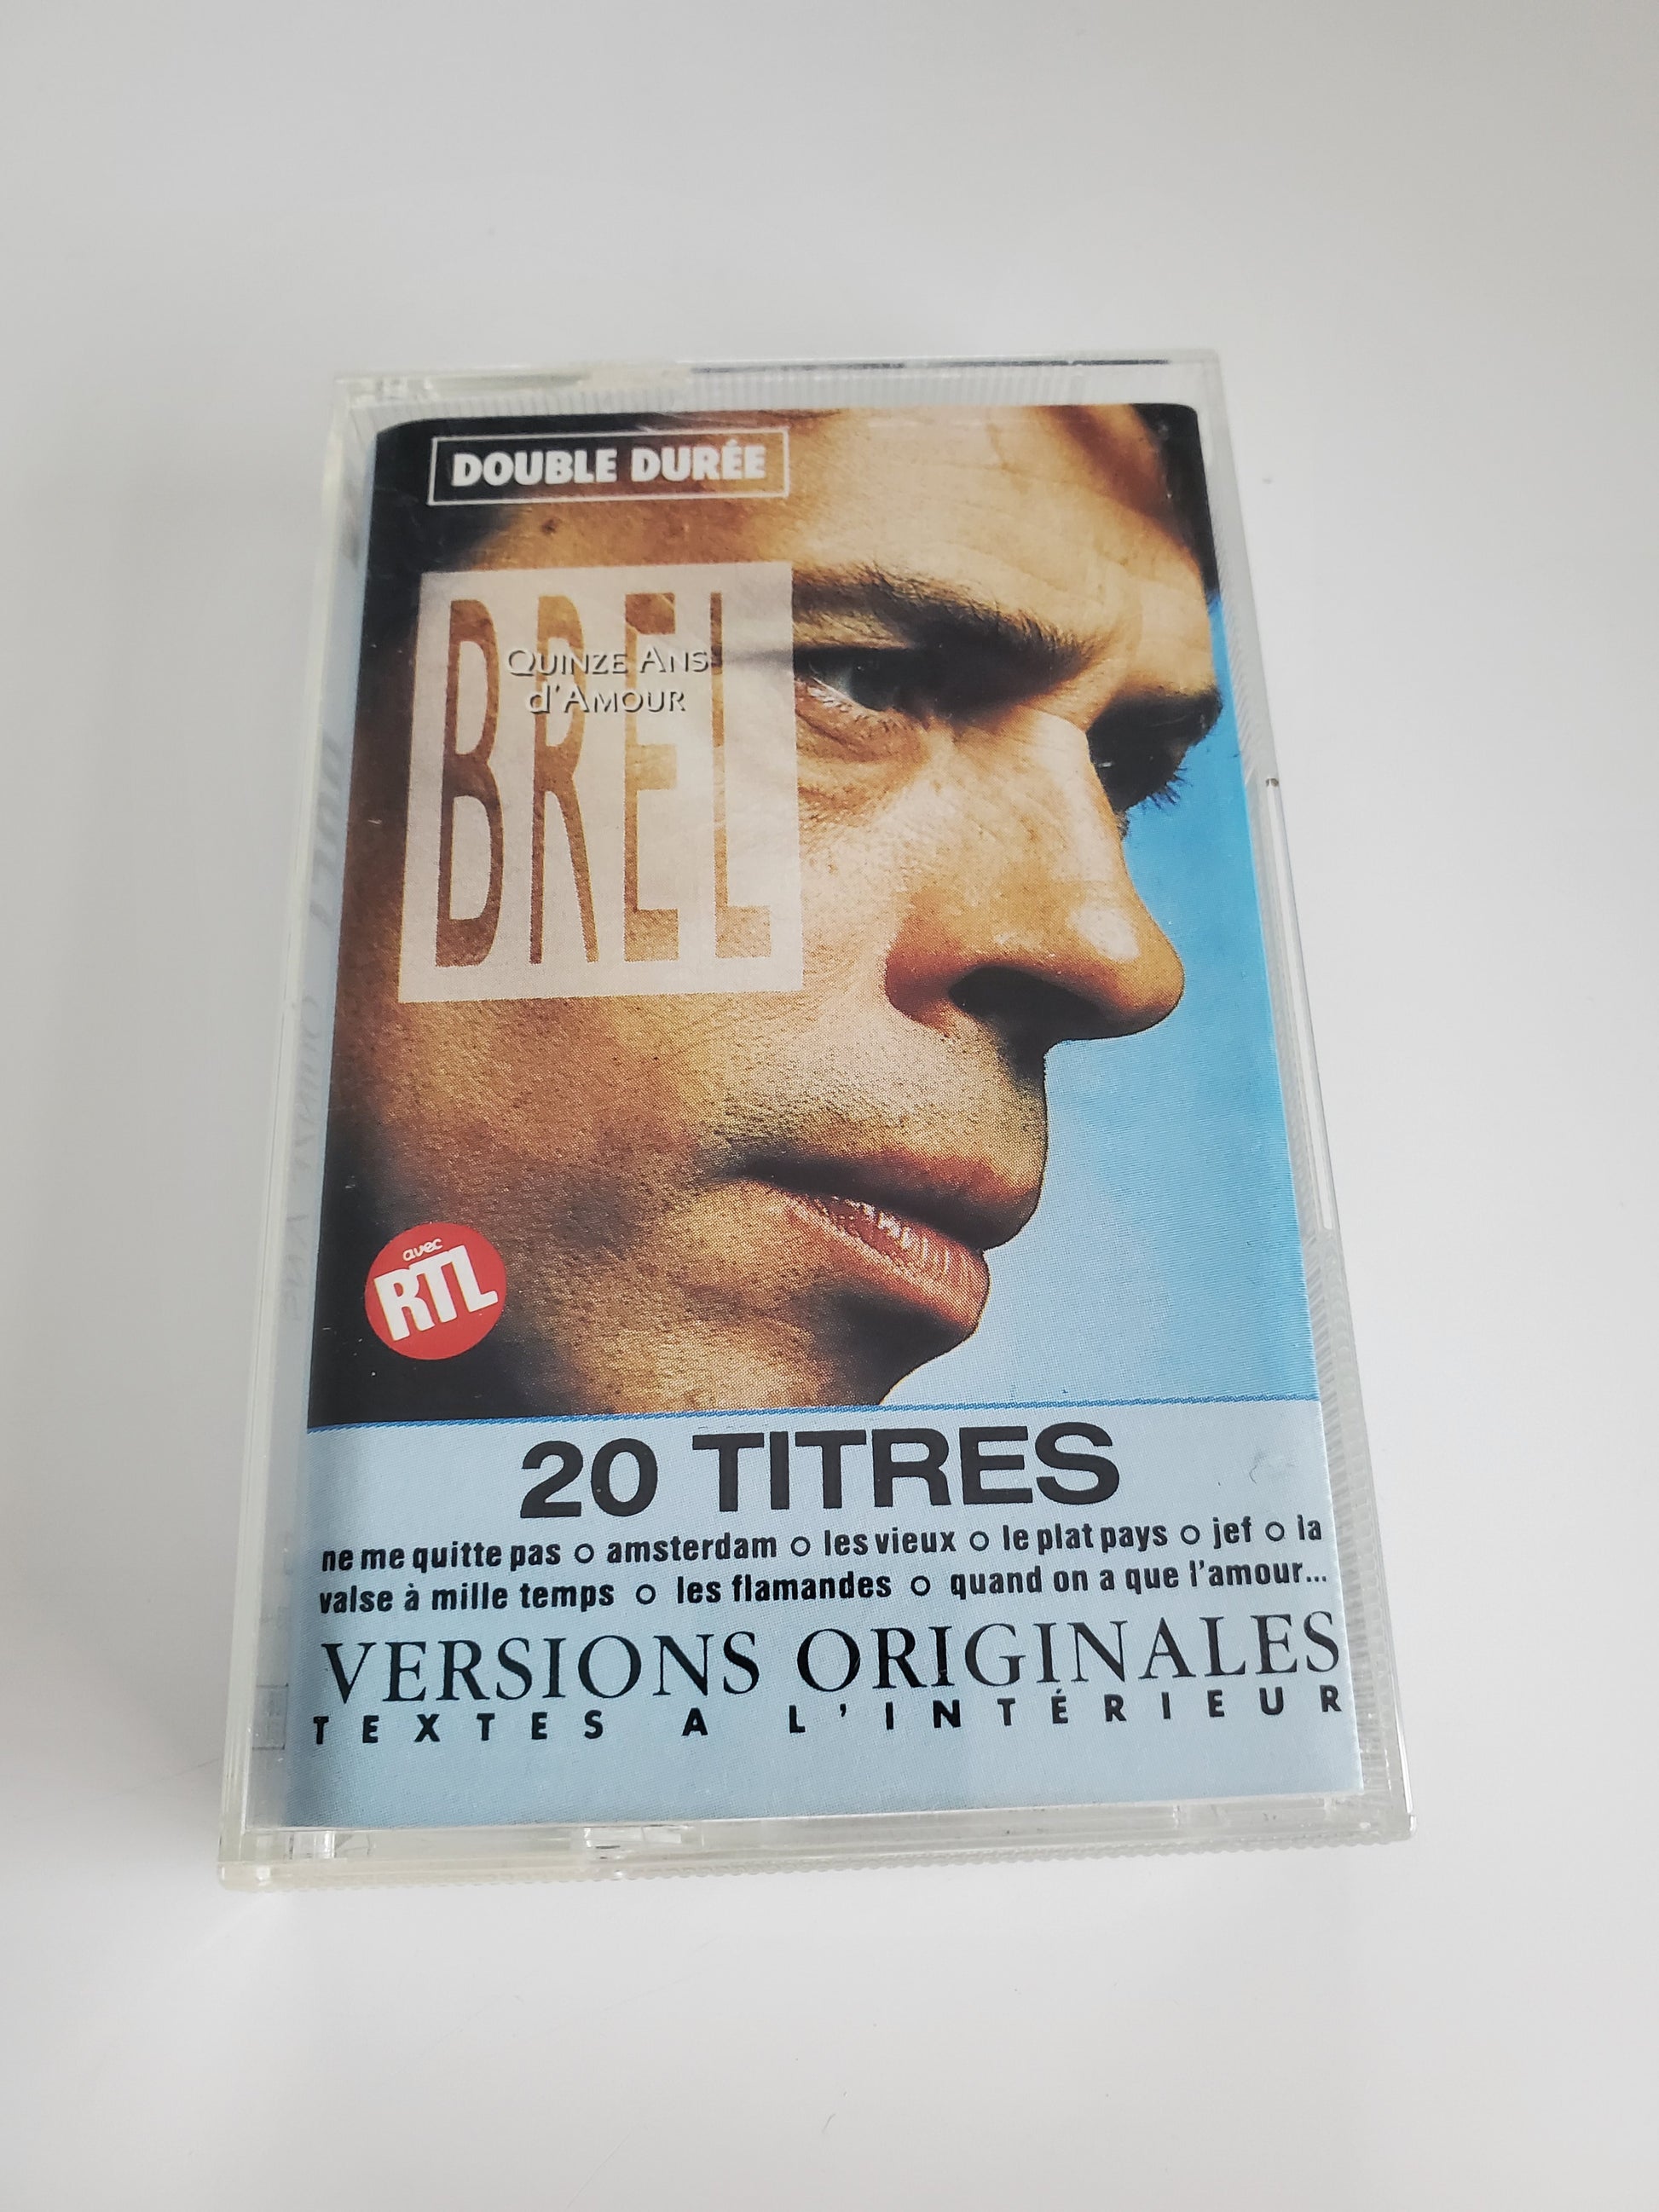 DOUBLE DURÉE
BREL
QUINZE ANS
d'AMOUR
avec
RTL
20 TITRES
ne me quitte pas o amsterdam o les vieux o le plat pays o jef o la
valse à mille temps o les flamandes o quand on a que l'amour...
VERSIONS ORIGINALES
TEXTES A L'INTÉRIEUR